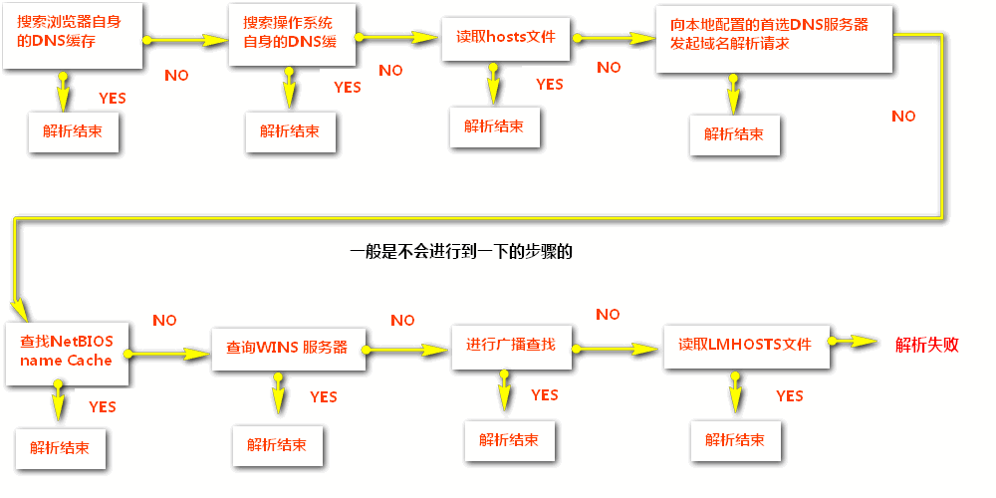 搜索浏览器自身
的DNS缓存
搜索操作系统
自身的DNS缓
读取hosts文件
向本地配置的首选DNS服务器
发起域名解析请求
NO
NO
NO
NO
YES
YES
YES
解析结束
解析结束
解析结束
解析结束
一般是不会进行到一下的步骤的
查找NetBIOS
name Cache
查询WINS 服务器
进行广播查找
读取LMHOSTS文件
解析失败
NO
NO
NO
YES
YES
YES
YES
解析结束
解析结束
解析结束
解析结束